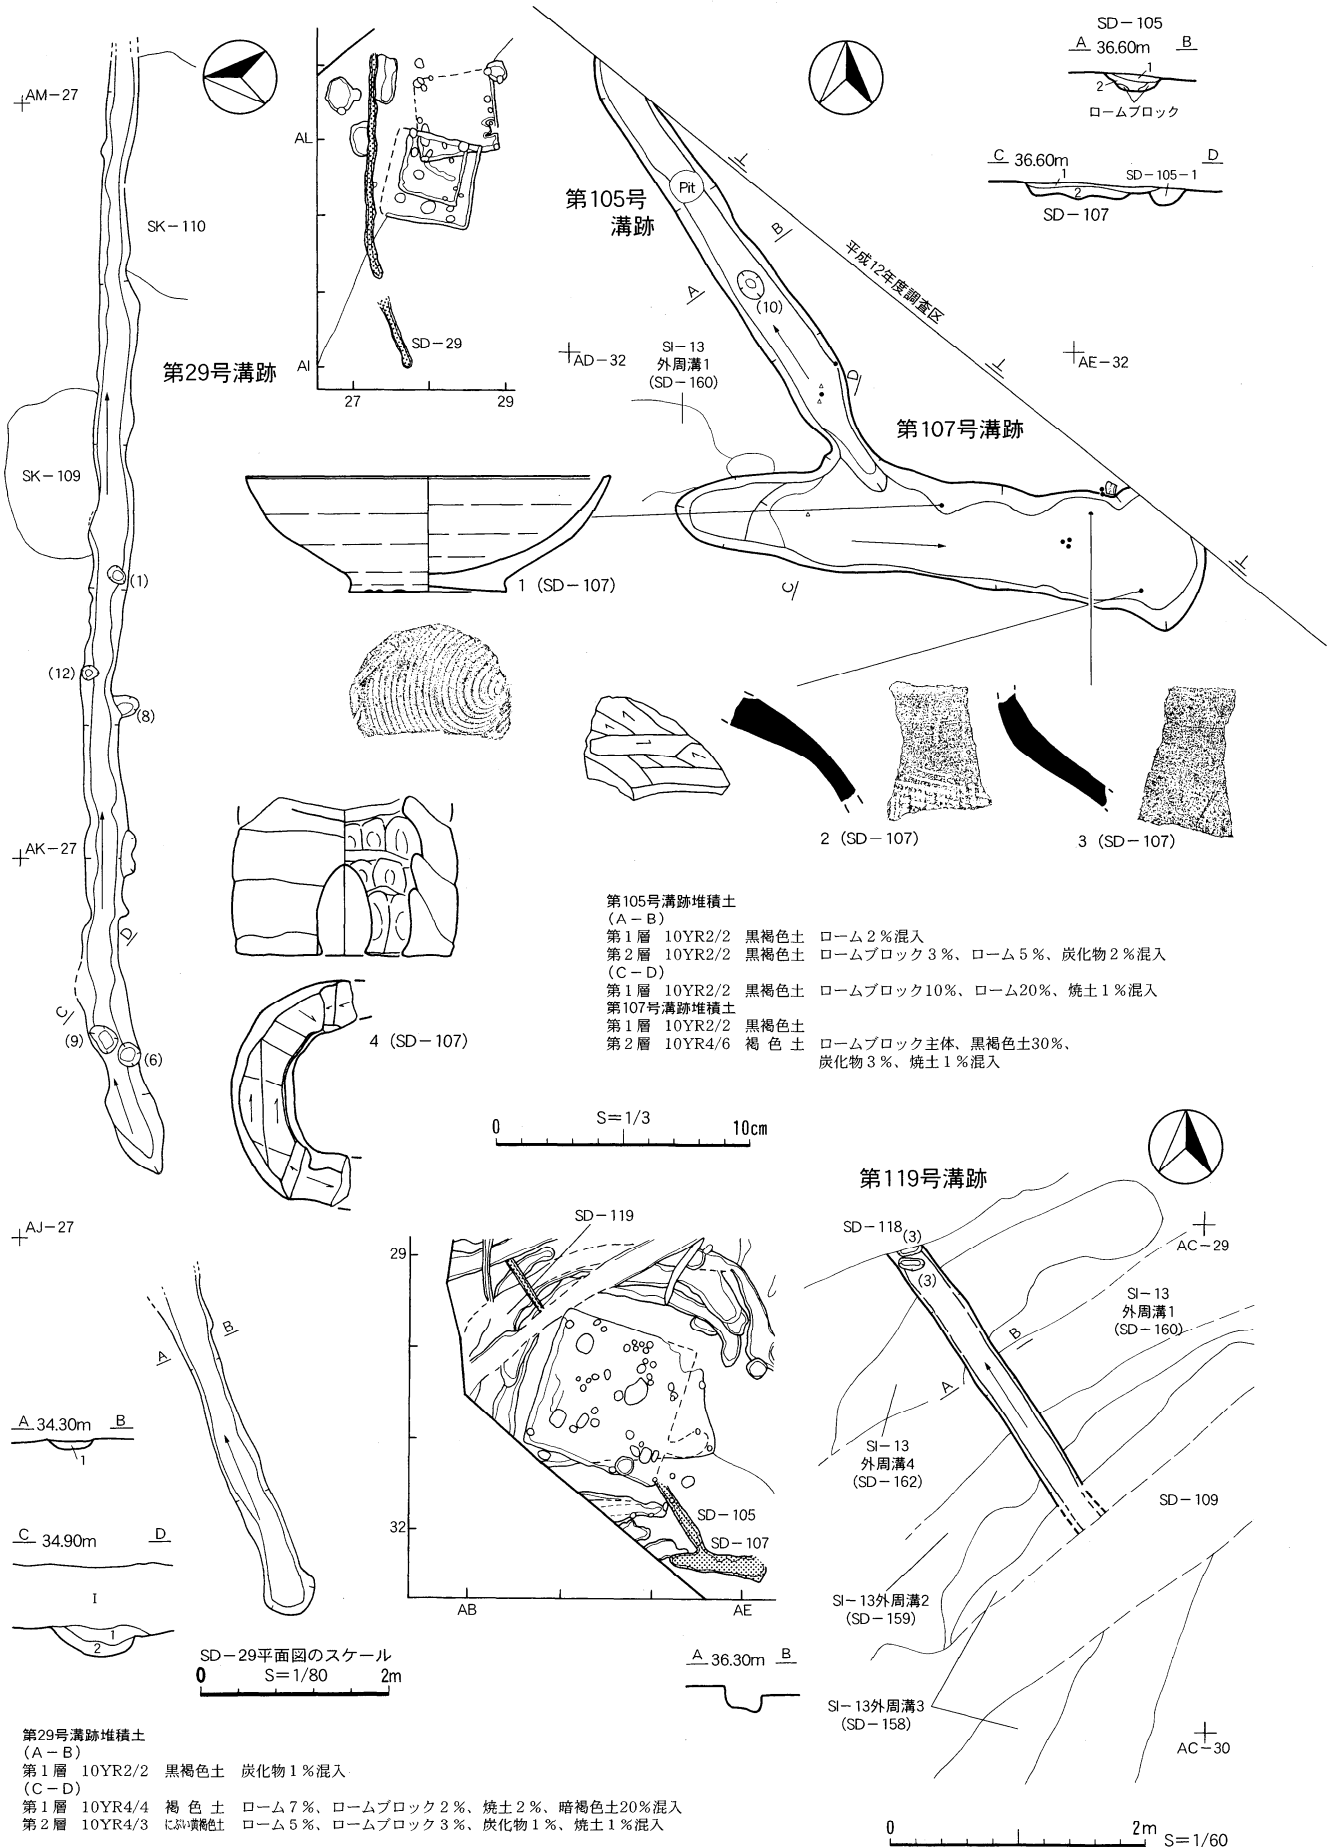 AM-27
SK-110
第29号溝跡
SK-109
(1)
(12)
(8)
AK-27
D
C
(9)
(6)
AJ-27
AL
AI
27
29
SD-29
第105号
溝跡
Pit
B
A
(10)
平成12年度調査区
AD-32
AE-32
SI-13
外周溝1
(SD-160)
D
第107号溝跡
C
SD-105
A 36.60m B
1
2
ロームブロック
C 36.60m D
1
SD-105-1
2
SD-107
1 (SD-107)
2 (SD-107)
3 (SD-107)
4 (SD-107)
第105号溝跡堆積土
(A-B)
第1層 10YR2/2 黒褐色土 ローム2%混入
第2層 10YR2/2 黒褐色土 ロームブロック3%、ローム5%、炭化物2%混入
(C-D)
第1層 10YR2/2 黒褐色土 ロームブロック10%、ローム20%、焼土1%混入
第107号溝跡堆積土
第1層 10YR2/2 黒褐色土
第2層 10YR4/6 褐色土 ロームブロック主体、黒褐色土30%、
炭化物3%、焼土1%混入
S=1/3
0 10cm
第119号溝跡
SD-118
(3)
(3)
AC-29
SI-13
外周溝1
(SD-160)
B
A
SI-13
外周溝4
(SD-162)
SD-109
SI-13外周溝2
(SD-159)
SI-13外周溝3
(SD-158)
AC-30
0 2m S=1/60
SD-119
29
32
SD-105
SD-107
AB
AE
A 36.30m B
B
A
A 34.30m B
1
C 34.90m D
I
1
2
SD-29平面図のスケール
S=1/80
0 2m
第29号溝跡堆積土
(A-B)
第1層 10YR2/2 黒褐色土 炭化物1%混入
(C-D)
第1層 10YR4/4 褐色土 ローム7%、ロームブロック2%、焼土2%、暗褐色土20%混入
第2層 10YR4/3 にぶい黄褐色土 ローム5%、ロームブロック3%、炭化物1%、焼土1%混入